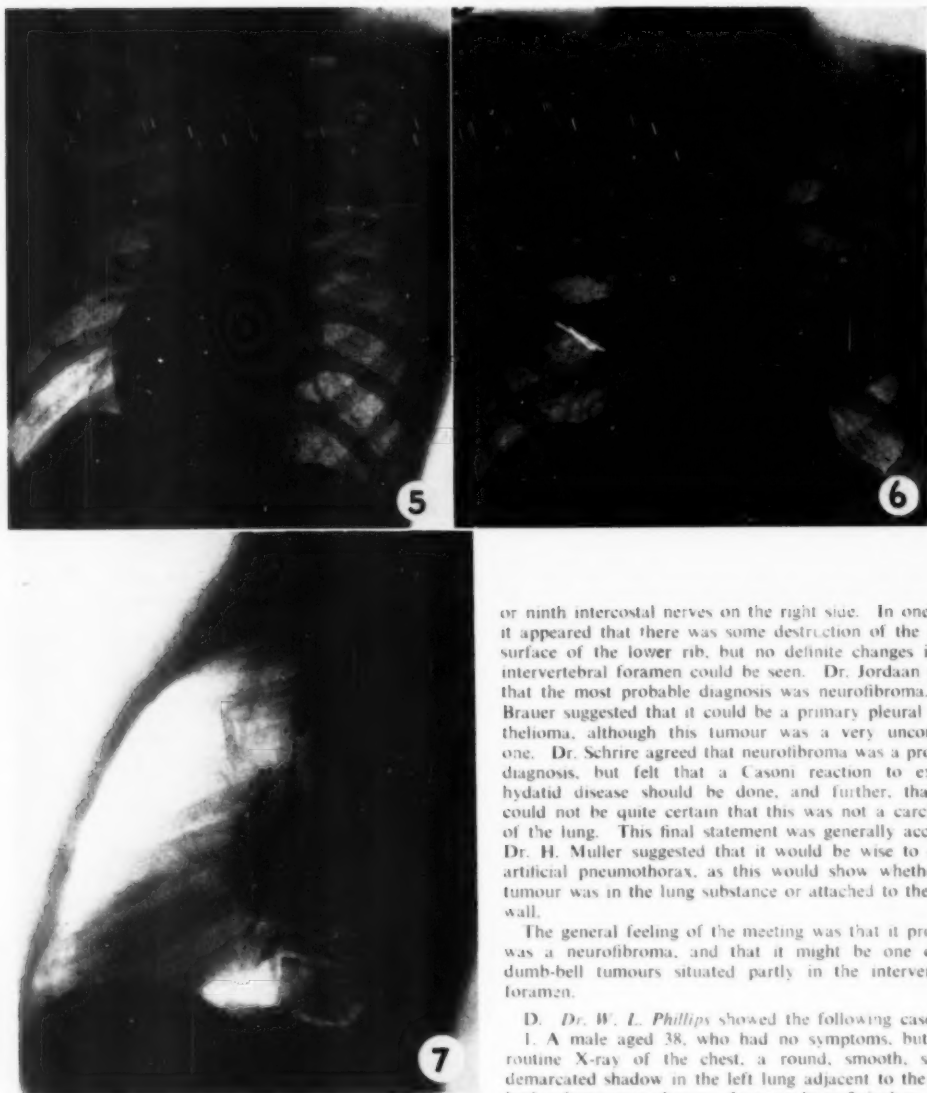 5
6
7
or ninth intercostal nerves on the right side. In one
it appeared that there was some destruction of the
surface of the lower rib, but no definite changes i
intervertebral foramen could be seen. Dr. Jordaan
that the most probable diagnosis was neurofibroma.
Brauer suggested that it could be a primary pleural
thelioma, although this tumour was a very uncor
one. Dr. Schrire agreed that neurofibroma was a pro
diagnosis, but felt that a Casoni reaction to e
hydatid disease should be done, and further, tha
could not be quite certain that this was not a carc
of the lung. This final statement was generally acc
Dr. H. Muller suggested that it would be wise to
artificial pneumothorax, as this would show wheth
tumour was in the lung substance or attached to the
wall.
The general feeling of the meeting was that it pro
was a neurofibroma, and that it might be one
dumb-bell tumours situated partly in the interver
foramen.
D. Dr. W. L. Phillips showed the following case
1. A male aged 38, who had no symptoms, but
routine X-ray of the chest, a round, smooth, s
demarcated shadow in the left lung adjacent to the